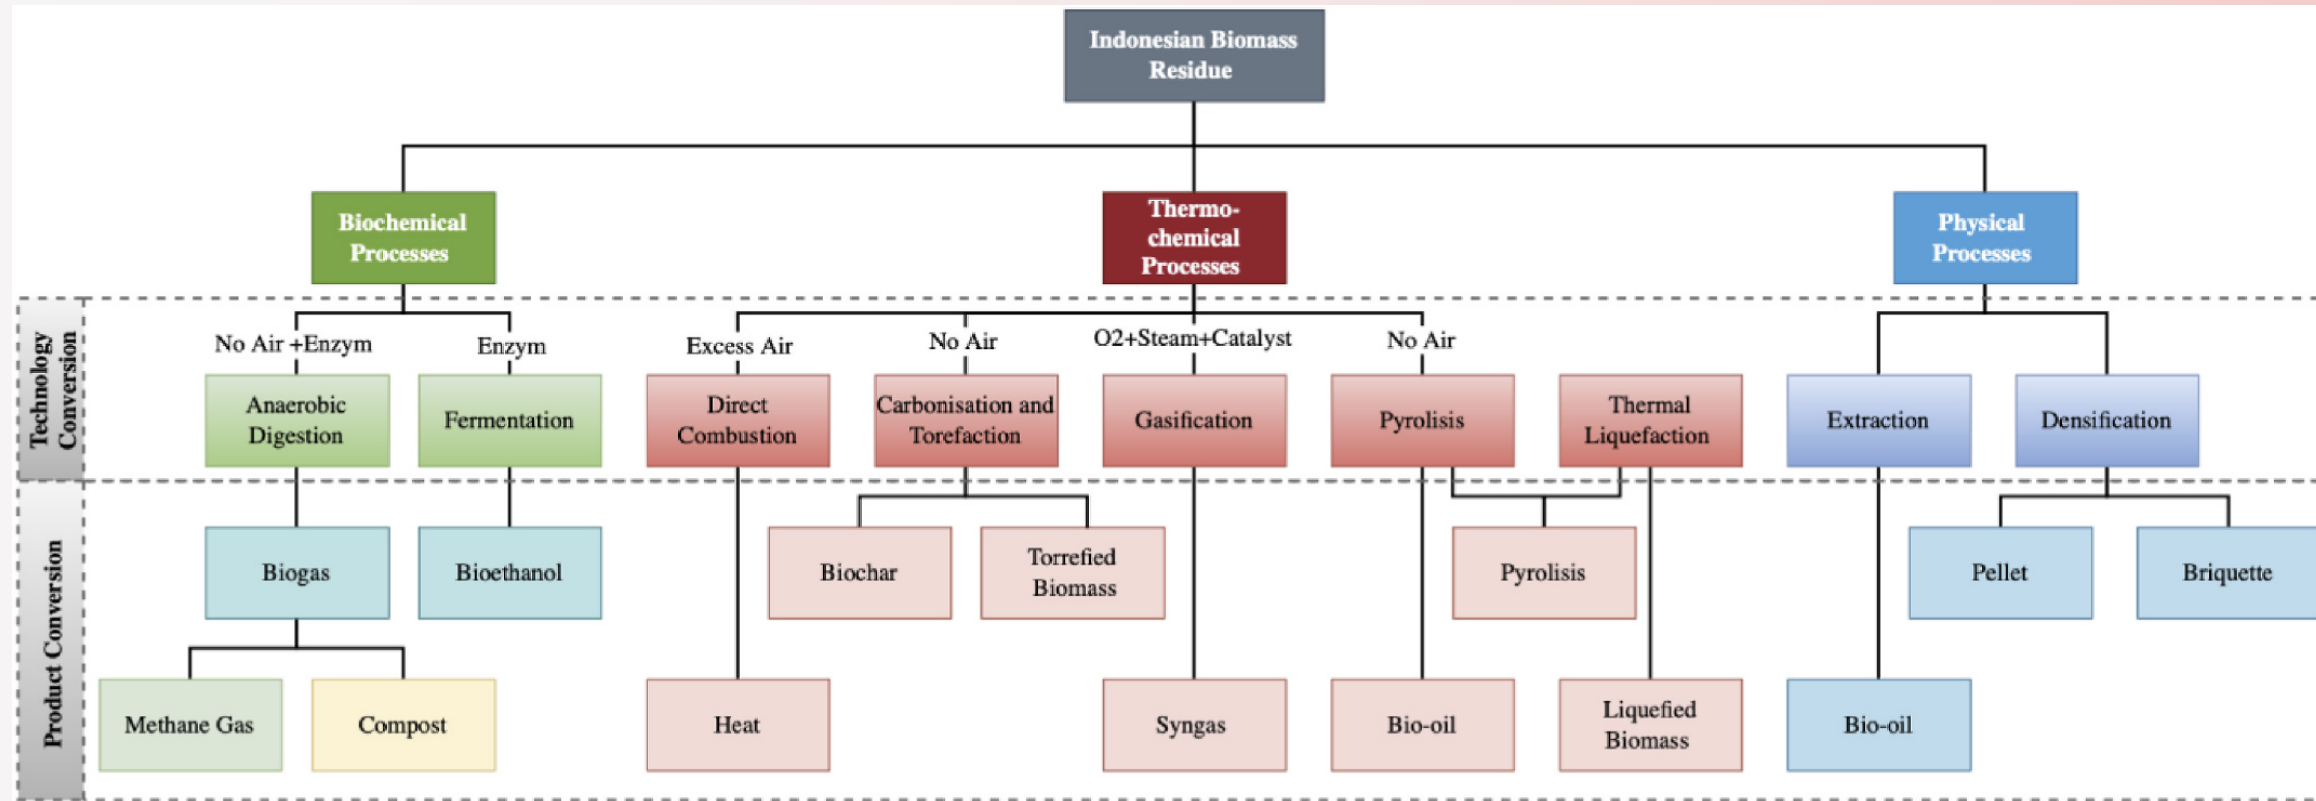 Indonesian Biomass
Residue
Biochemical
Processes
Thermo-
chemical
Processes
Physical
Processes
Technology
Conversion
No Air +Enzym
Enzym
Excess Air
No Air
O2+Steam+Catalyst
No Air
Anaerobic
Digestion
Fermentation
Direct
Combustion
Carbonisation and
Torefaction
Gasification
Pyrolisis
Thermal
Liquefaction
Extraction
Densification
Product Conversion
Biogas
Bioethanol
Biochar
Torrefied
Biomass
Pyrolisis
Pellet
Briquette
Methane Gas
Compost
Heat
Syngas
Bio-oil
Liquefied
Biomass
Bio-oil